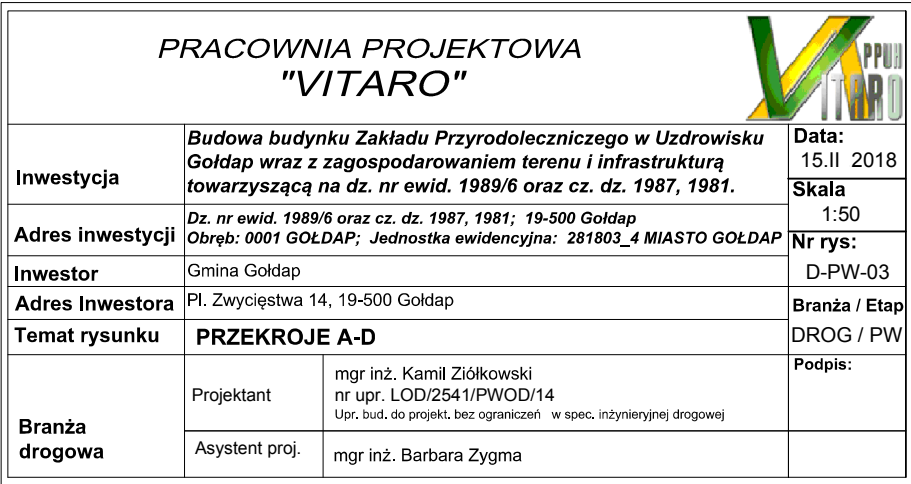 PRACOWNIA PROJEKTOWA
"VITARO"
PPUH
VITARO
Inwestycja
Budowa budynku Zakładu Przyrodoleczniczego w Uzdrowisku
Gołdap wraz z zagospodarowaniem terenu i infrastrukturą
towarzyszącą na dz. nr ewid. 1989/6 oraz cz. dz. 1987, 1981.
Data:
15.II 2018
Skala
1:50
Adres inwestycji
Dz. nr ewid. 1989/6 oraz cz. dz. 1987, 1981; 19-500 Gołdap
Obręb: 0001 GOŁDAP; Jednostka ewidencyjna: 281803_4 MIASTO GOŁDAP
Nr rys:
D-PW-03
Inwestor
Gmina Gołdap
Adres Inwestora
Pl. Zwycięstwa 14, 19-500 Gołdap
Branża / Etap
DROG / PW
Temat rysunku
PRZEKROJE A-D
Branża
drogowa
Projektant
mgr inż. Kamil Ziółkowski
nr upr. LOD/2541/PWOD/14
Upr. bud. do projekt. bez ograniczeń w spec. inżynieryjnej drogowej
Podpis:
Asystent proj.
mgr inż. Barbara Zygma